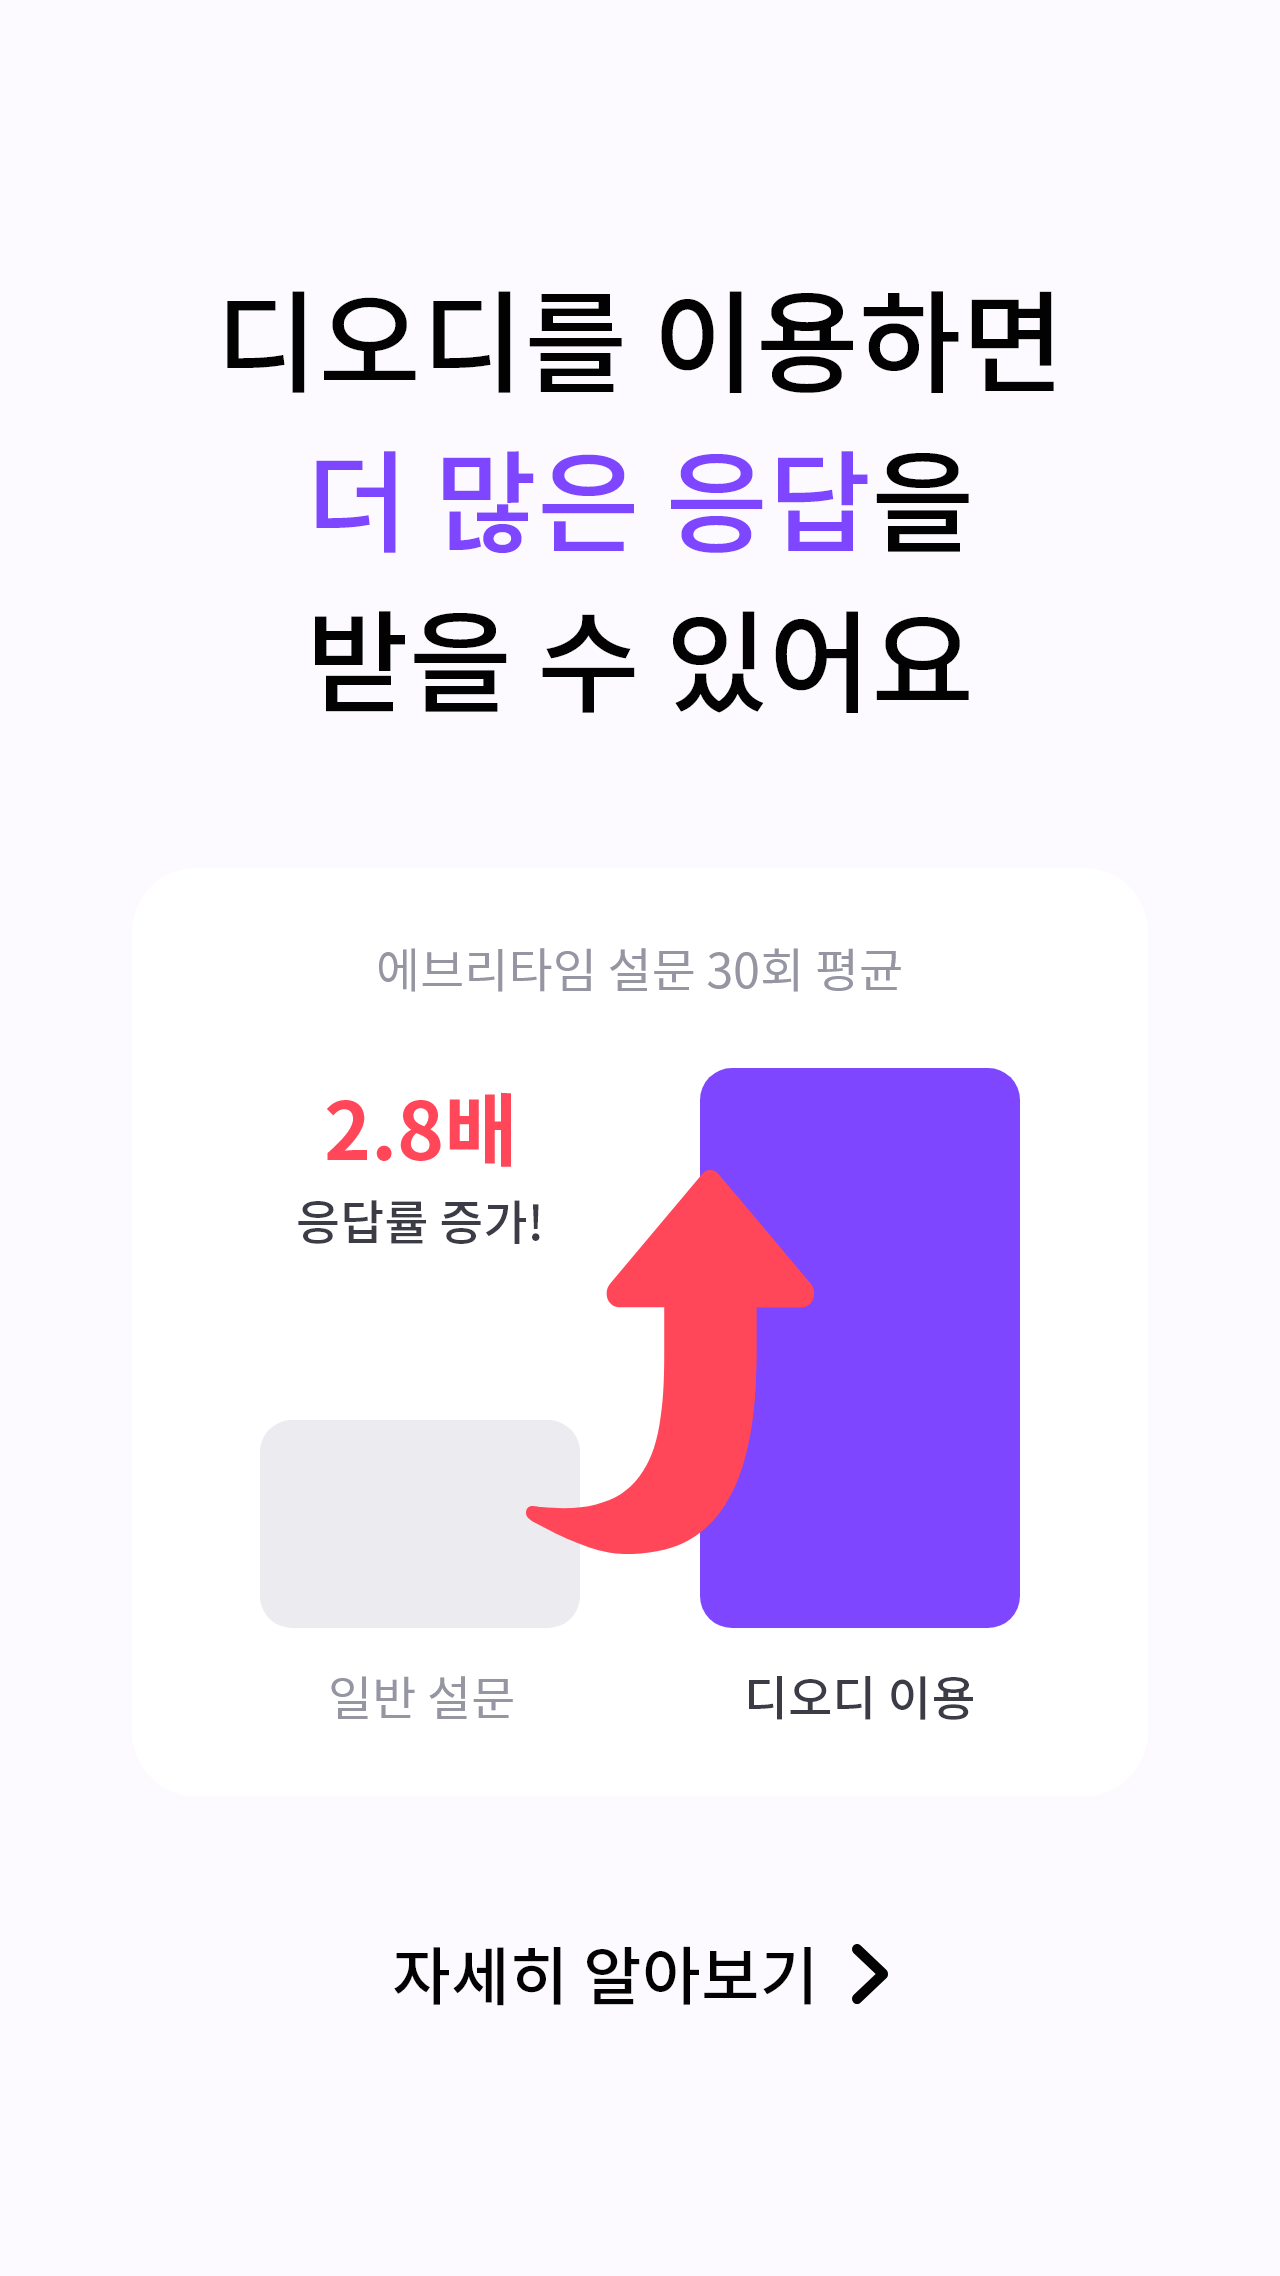 디오디를 이용하면
더 많은 응답을
받을 수 있어요
에브리타임 설문 30회 평균
2.8배
응답률 증가!
일반 설문
디오디 이용
자세히 알아보기